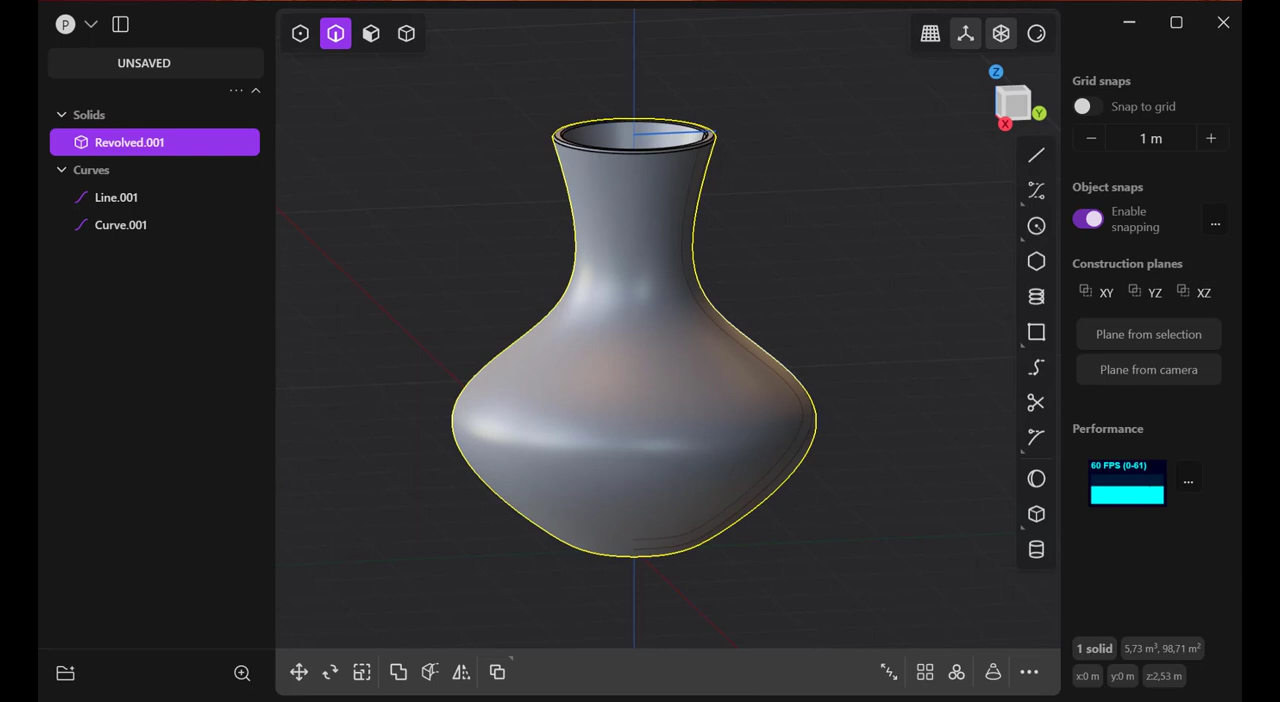 P
UNSAVED
Solids
Revolved.001
Curves
Line.001
Curve.001
Z
Y
X
Grid snaps
Snap to grid
1 m
Object snaps
Enable
snapping
Construction planes
XY YZ XZ
Plane from selection
Plane from camera
Performance
60 FPS (0-61)
1 solid 5,73 m³, 98,71 m²
x:0 m y:0 m z:2,53 m